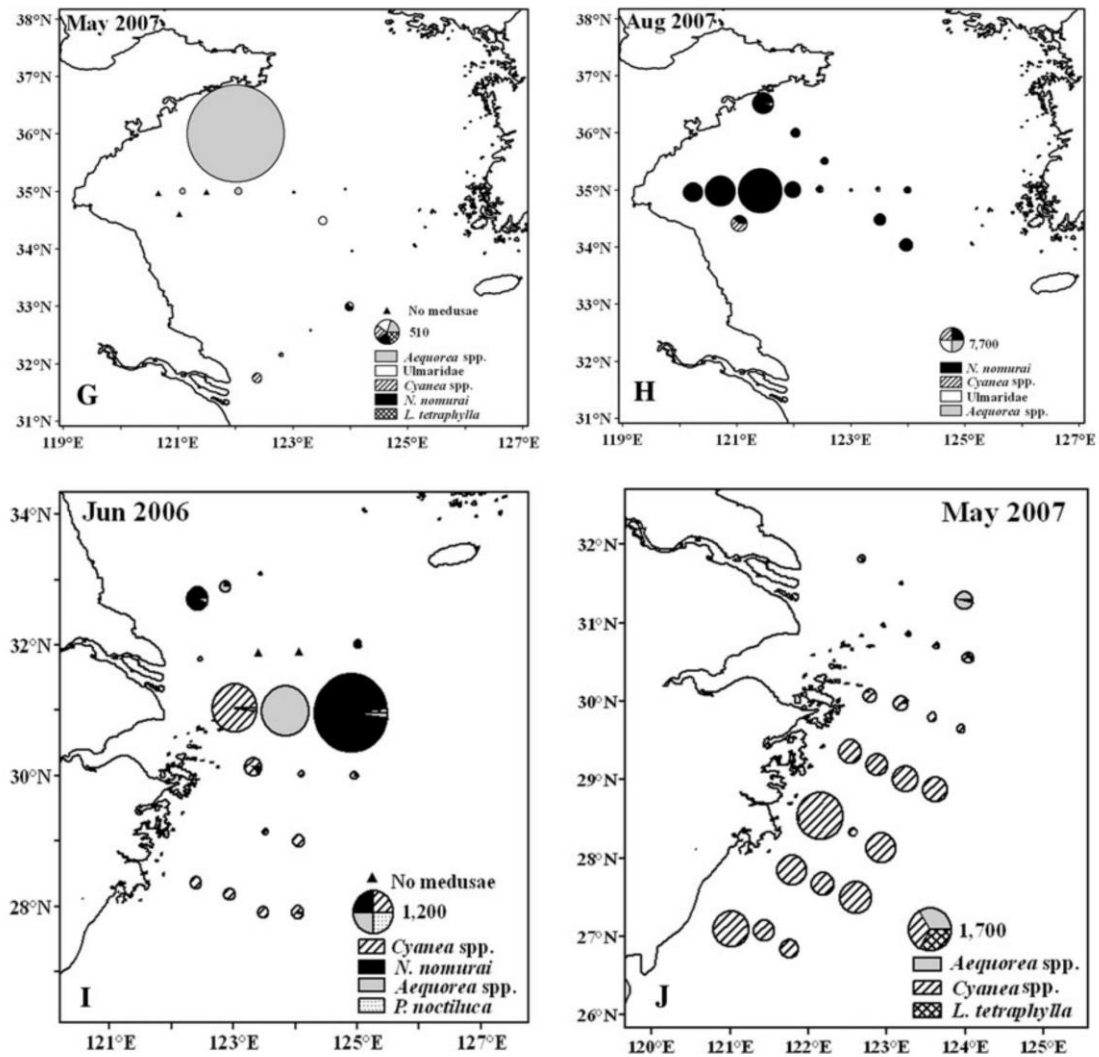 May 2007
38°N
37°N
36°N
35°N
34°N
33°N
32°N
31°N
▲ No medusae
510
Aequorea spp.
Ulmaridae
Cyanea spp.
N. nomurai
L. tetraphylla
G
119°E 121°E 123°E 125°E 127°E
Aug 2007
38°N
37°N
36°N
35°N
34°N
33°N
32°N
31°N
7,700
N. nomurai
Cyanea spp.
Ulmaridae
Aequorea spp.
H
119°E 121°E 123°E 125°E 127°E
Jun 2006
34°N
32°N
30°N
28°N
▲ No medusae
1,200
Cyanea spp.
N. nomurai
Aequorea spp.
P. noctiluca
I
121°E 123°E 125°E 127°E
May 2007
32°N
31°N
30°N
29°N
28°N
27°N
26°N
1,700
Aequorea spp.
Cyanea spp.
L. tetraphylla
J
120°E 121°E 122°E 123°E 124°E 125°E